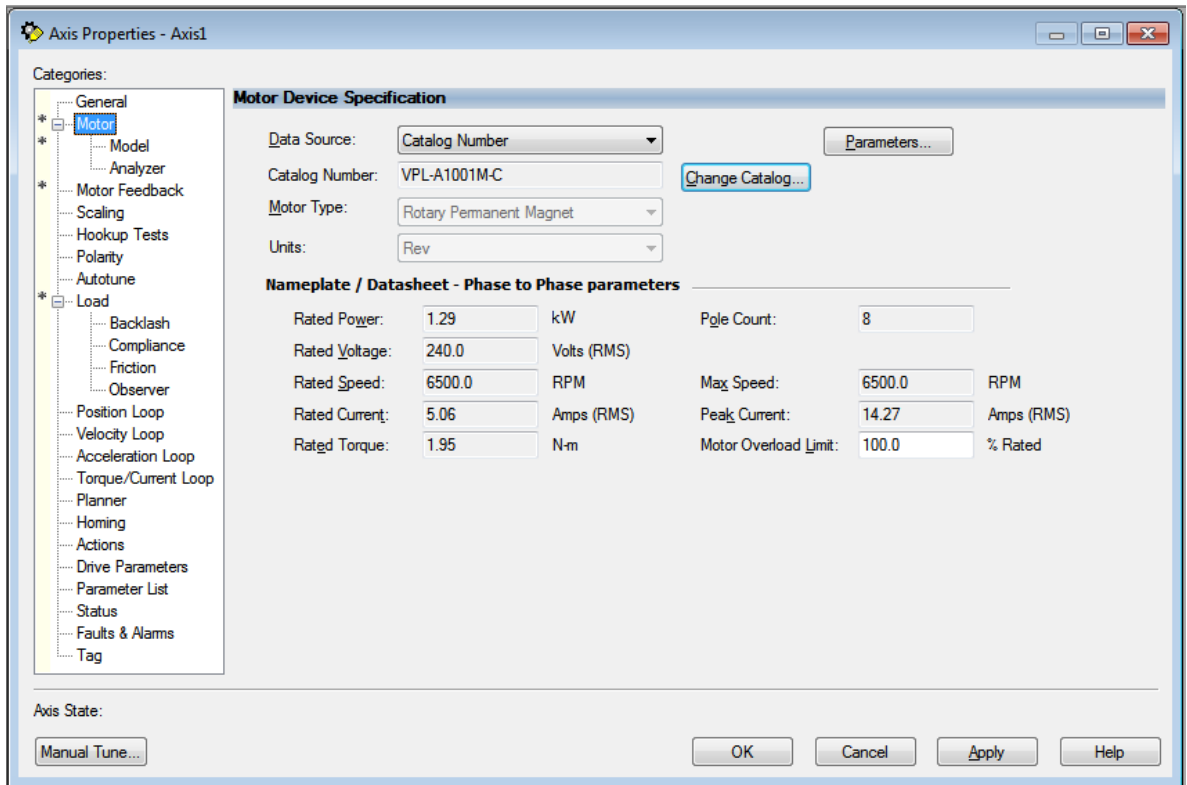 Axis Properties - Axis1
Categories:
General
* Motor
* Model
Analyzer
* Motor Feedback
Scaling
Hookup Tests
Polarity
Autotune
* Load
Backlash
Compliance
Friction
Observer
Position Loop
Velocity Loop
Acceleration Loop
Torque/Current Loop
Planner
Homing
Actions
Drive Parameters
Parameter List
Status
Faults & Alarms
Tag
Motor Device Specification
Data Source: Catalog Number Parameters...
Catalog Number: VPL-A1001M-C Change Catalog...
Motor Type: Rotary Permanent Magnet
Units: Rev
Nameplate / Datasheet - Phase to Phase parameters
Rated Power: 1.29 kW Pole Count: 8
Rated Voltage: 240.0 Volts (RMS)
Rated Speed: 6500.0 RPM Max Speed: 6500.0 RPM
Rated Current: 5.06 Amps (RMS) Peak Current: 14.27 Amps (RMS)
Rated Torque: 1.95 N-m Motor Overload Limit: 100.0 % Rated
Axis State:
Manual Tune... OK Cancel Apply Help